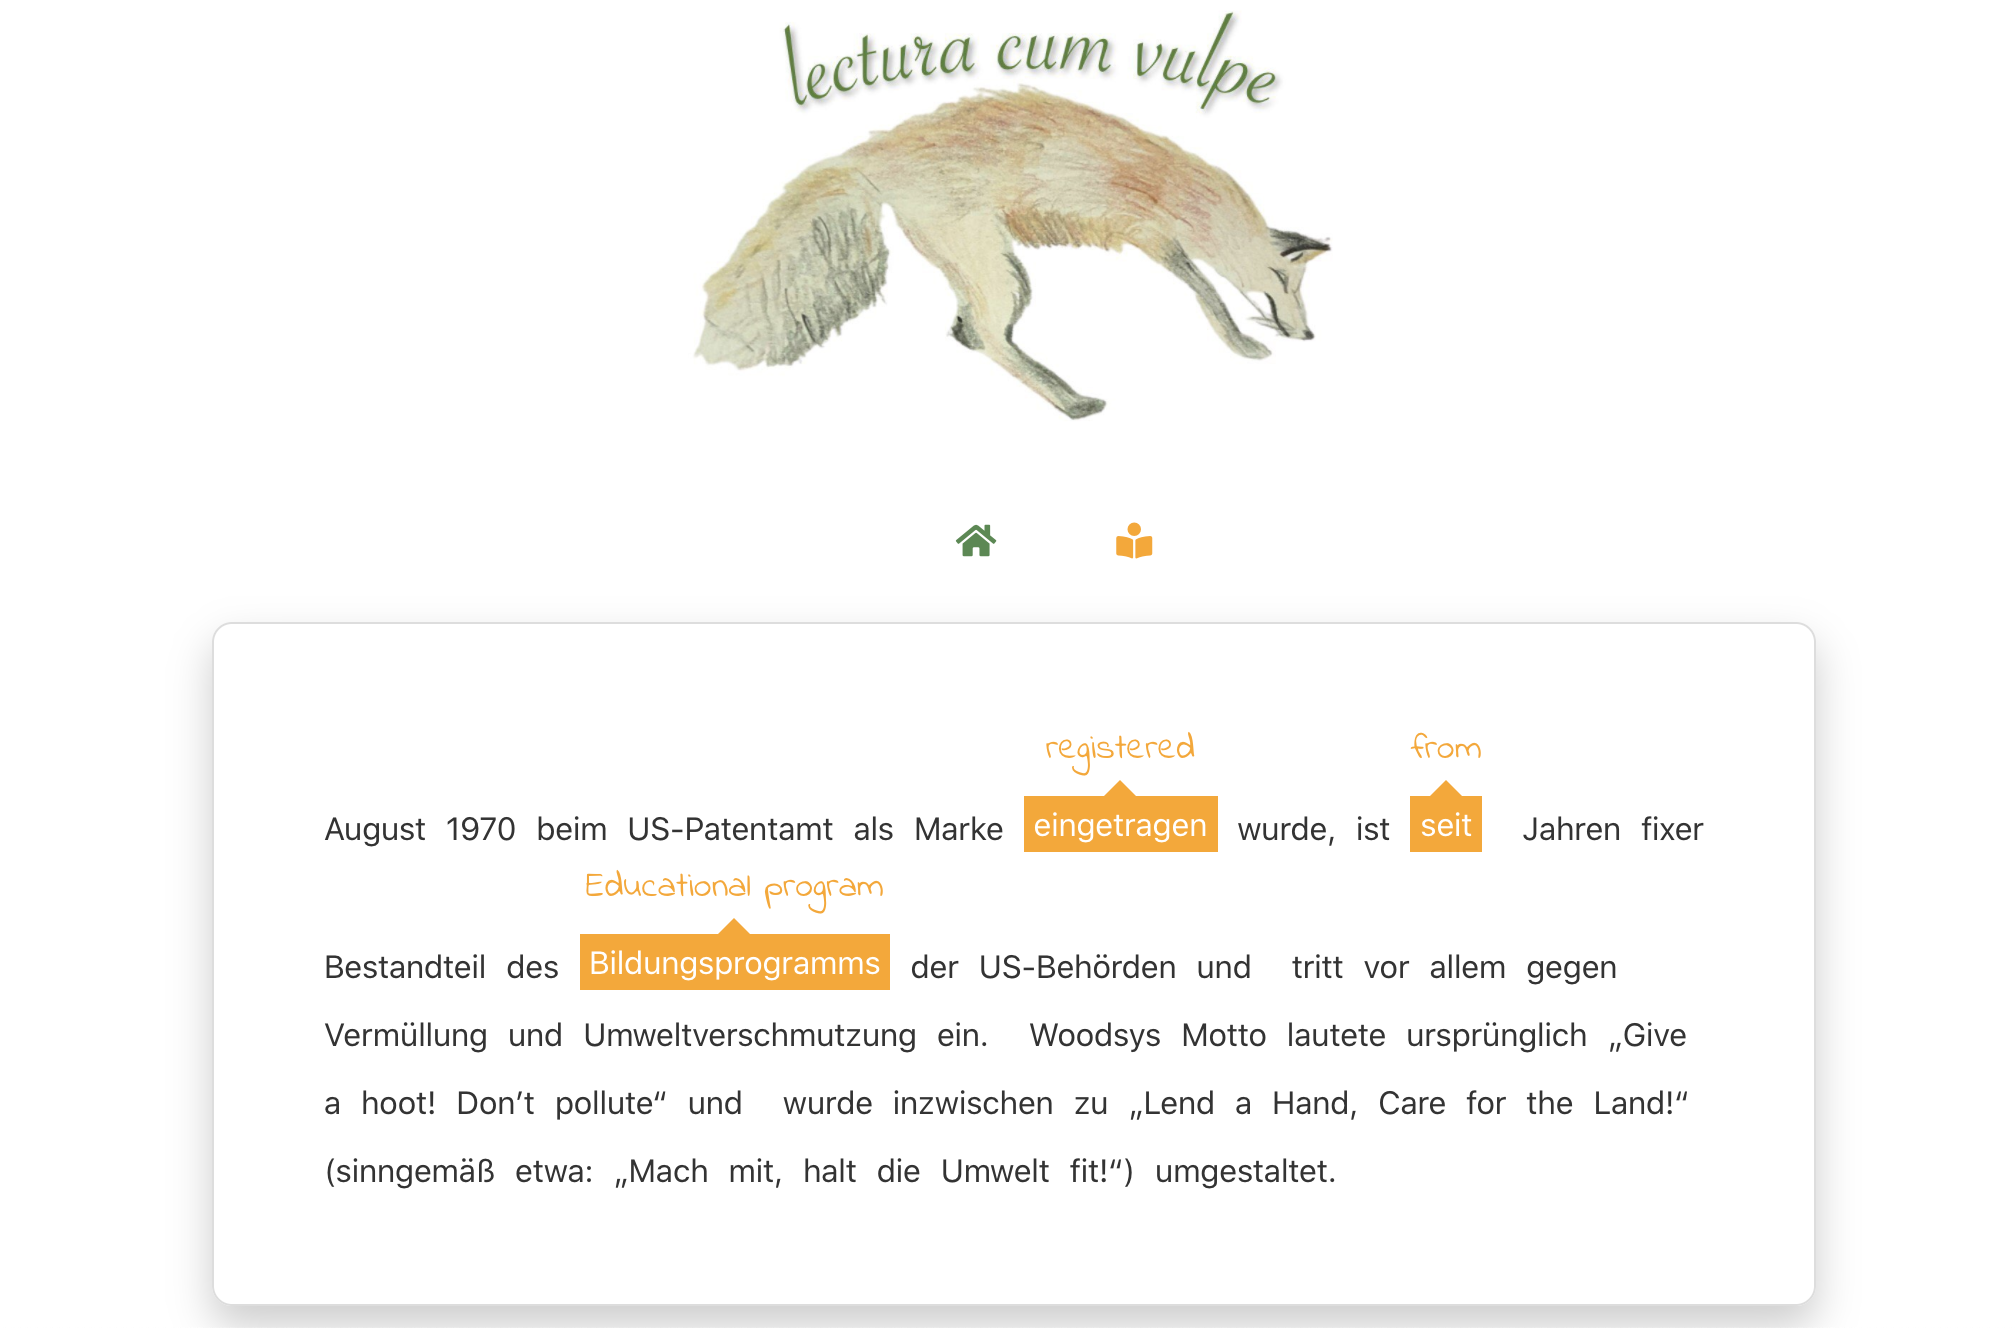 lectura cum vulpe
registered from
August 1970 beim US-Patentamt als Marke eingetragen wurde, ist seit Jahren fixer
Educational program
Bestandteil des Bildungsprogramms der US-Behörden und tritt vor allem gegen
Vermüllung und Umweltverschmutzung ein. Woodsys Motto lautete ursprünglich „Give
a hoot! Don’t pollute“ und wurde inzwischen zu „Lend a Hand, Care for the Land!“
(sinngemäß etwa: „Mach mit, halt die Umwelt fit!“) umgestaltet.